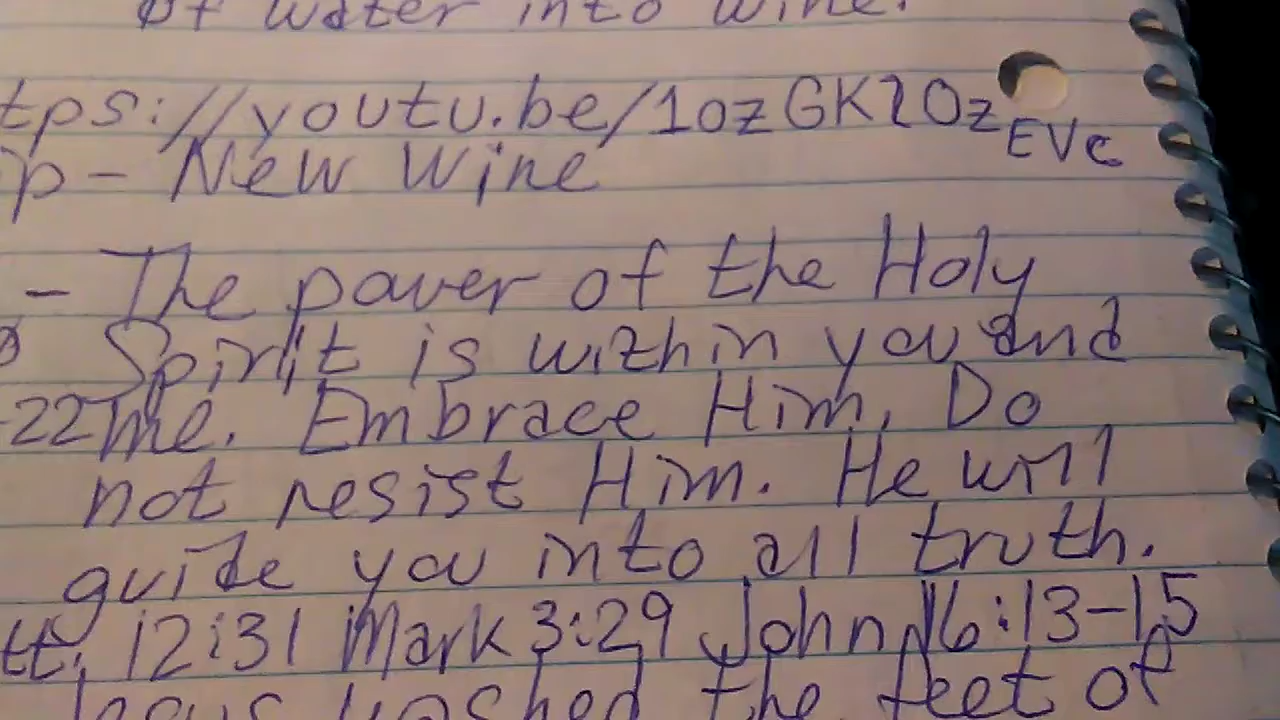 of water into wine.
tps://youtu.be/1ozGK2OzEVc
ip - New Wine
- The power of the Holy
Spirit is within you and
-22 me. Embrace Him. Do
not resist Him. He will
guide you into all truth.
tt. 12:31 Mark 3:29 John 16:13-15
washed the feet of